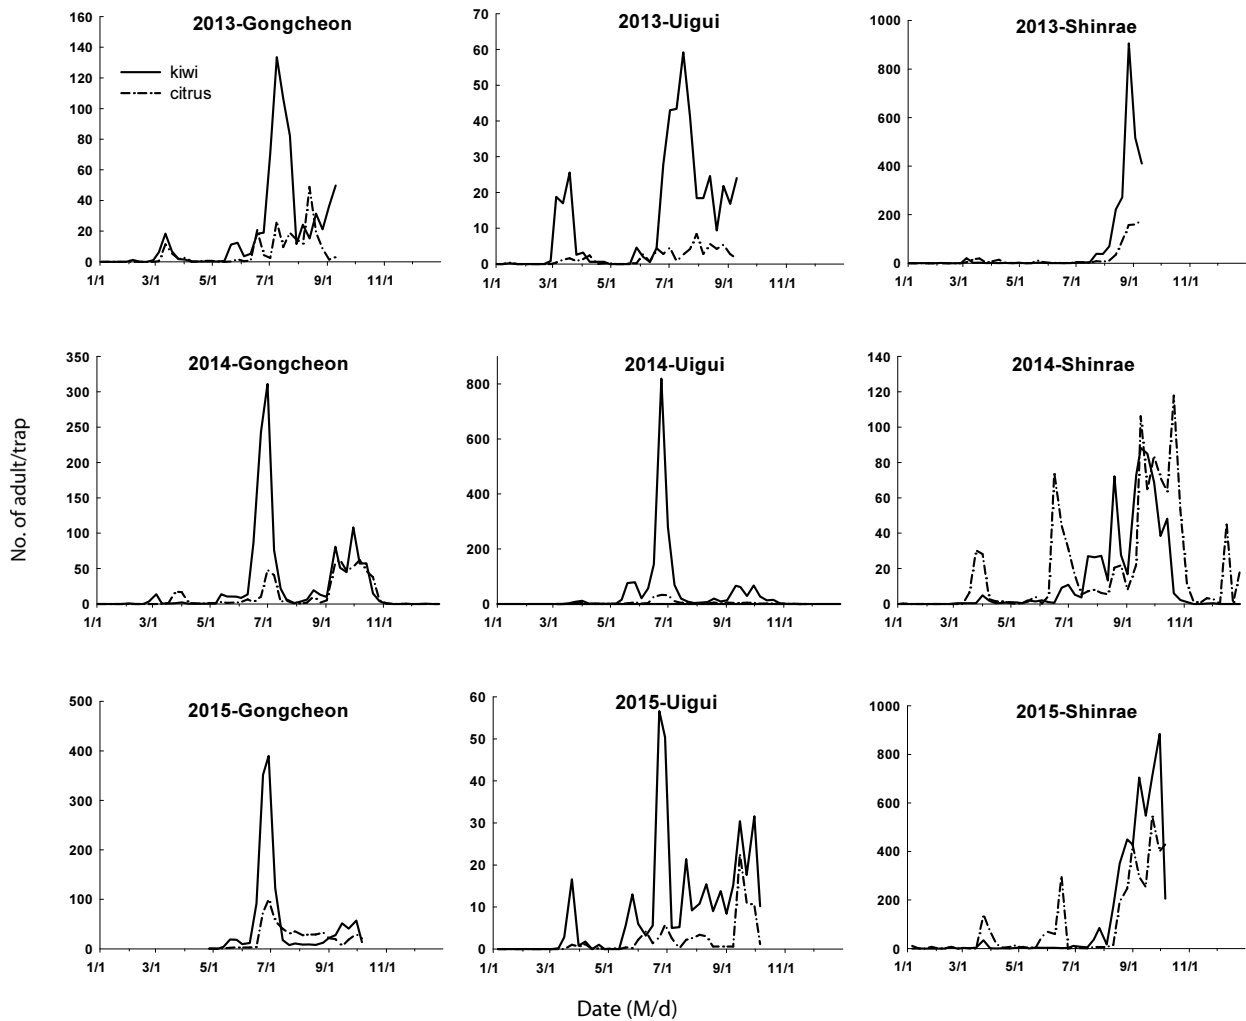 2013-Gongcheon
160
140
120
100
80
60
40
20
0
kiwi
citrus
1/1 3/1 5/1 7/1 9/1 11/1
2013-Uigui
70
60
50
40
30
20
10
0
1/1 3/1 5/1 7/1 9/1 11/1
2013-Shinrae
1000
800
600
400
200
0
1/1 3/1 5/1 7/1 9/1 11/1
No. of adult/trap
2014-Gongcheon
350
300
250
200
150
100
50
0
1/1 3/1 5/1 7/1 9/1 11/1
2014-Uigui
800
600
400
200
0
1/1 3/1 5/1 7/1 9/1 11/1
2014-Shinrae
140
120
100
80
60
40
20
0
1/1 3/1 5/1 7/1 9/1 11/1
2015-Gongcheon
500
400
300
200
100
0
1/1 3/1 5/1 7/1 9/1 11/1
2015-Uigui
60
50
40
30
20
10
0
1/1 3/1 5/1 7/1 9/1 11/1
2015-Shinrae
1000
800
600
400
200
0
1/1 3/1 5/1 7/1 9/1 11/1
Date (M/d)